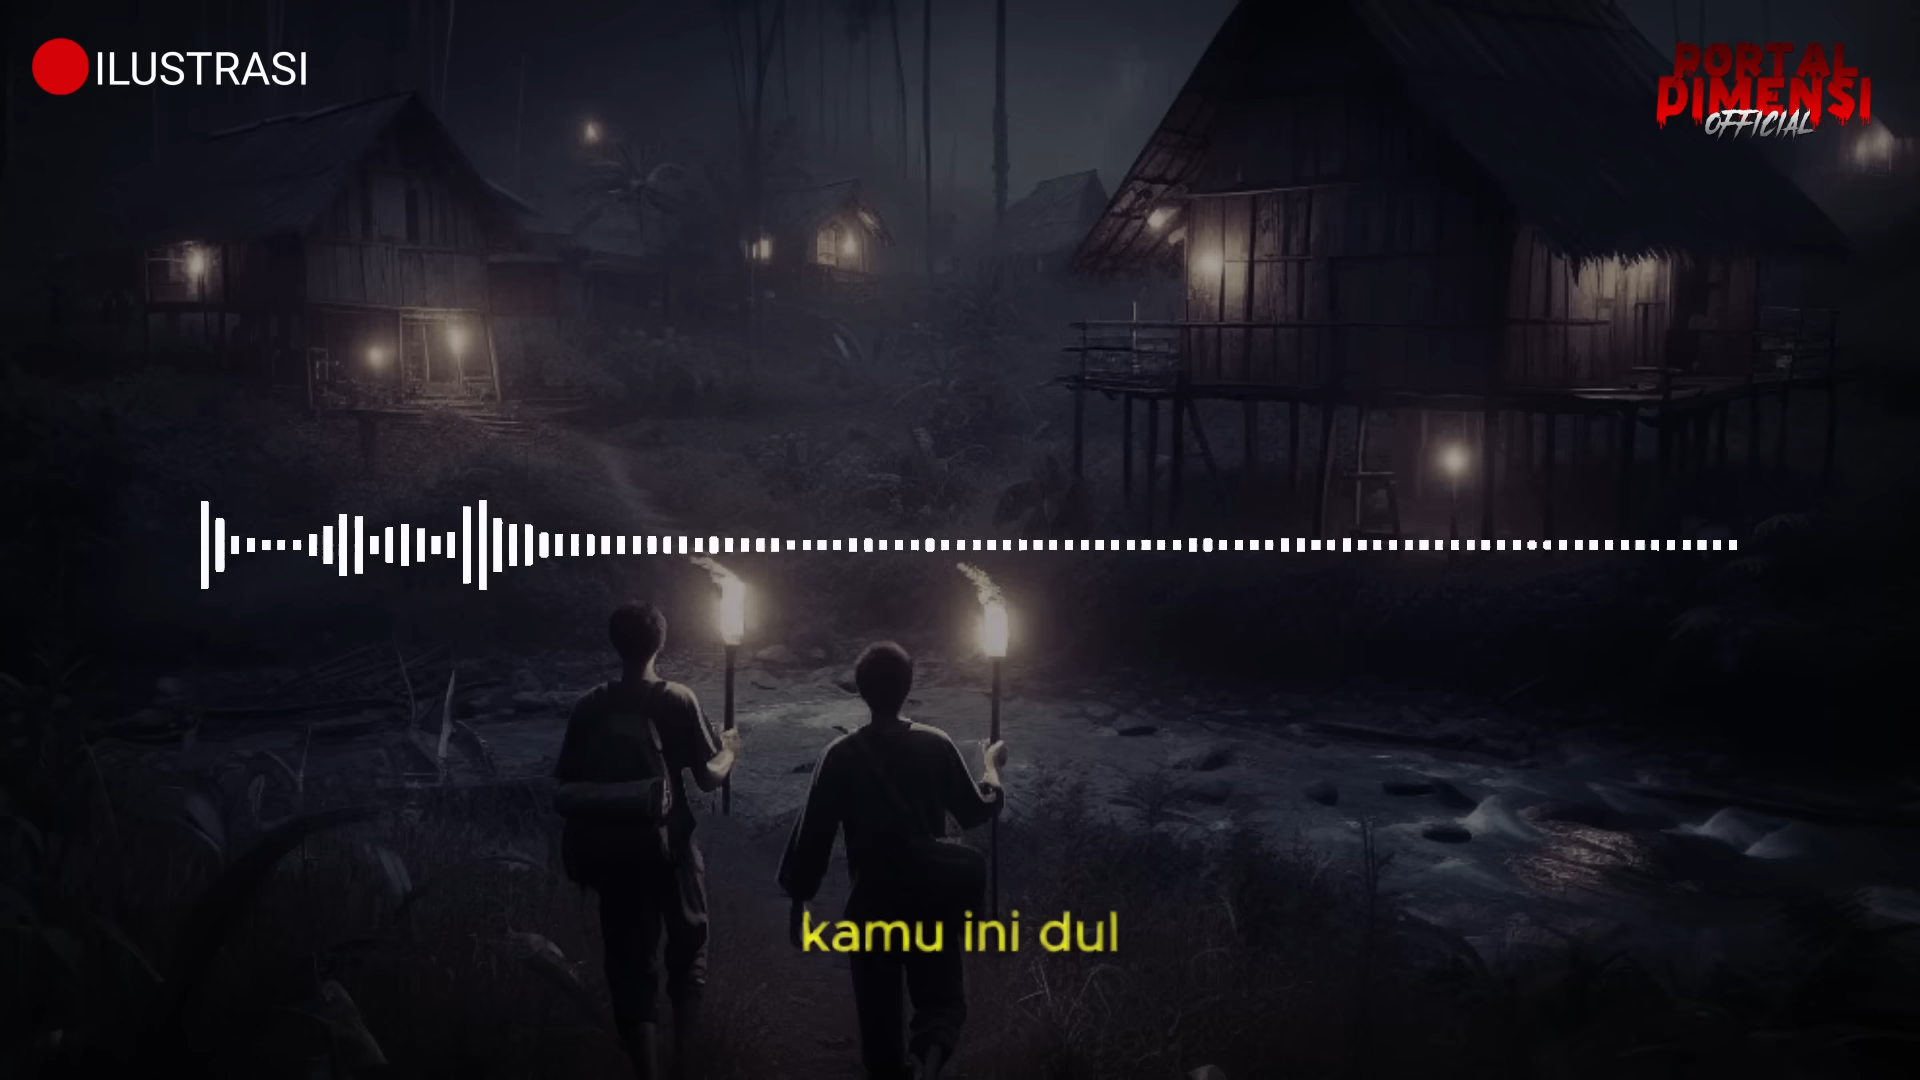 ILUSTRASI
PORTAL
DIMENSI
OFFICIAL
kamu ini dul